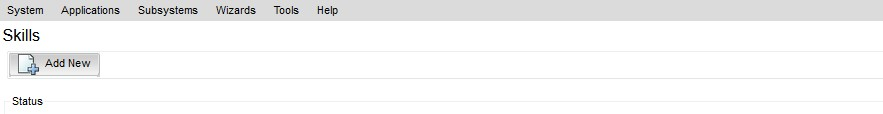 System Applications Subsystems Wizards Tools Help
Skills
Add New
Status